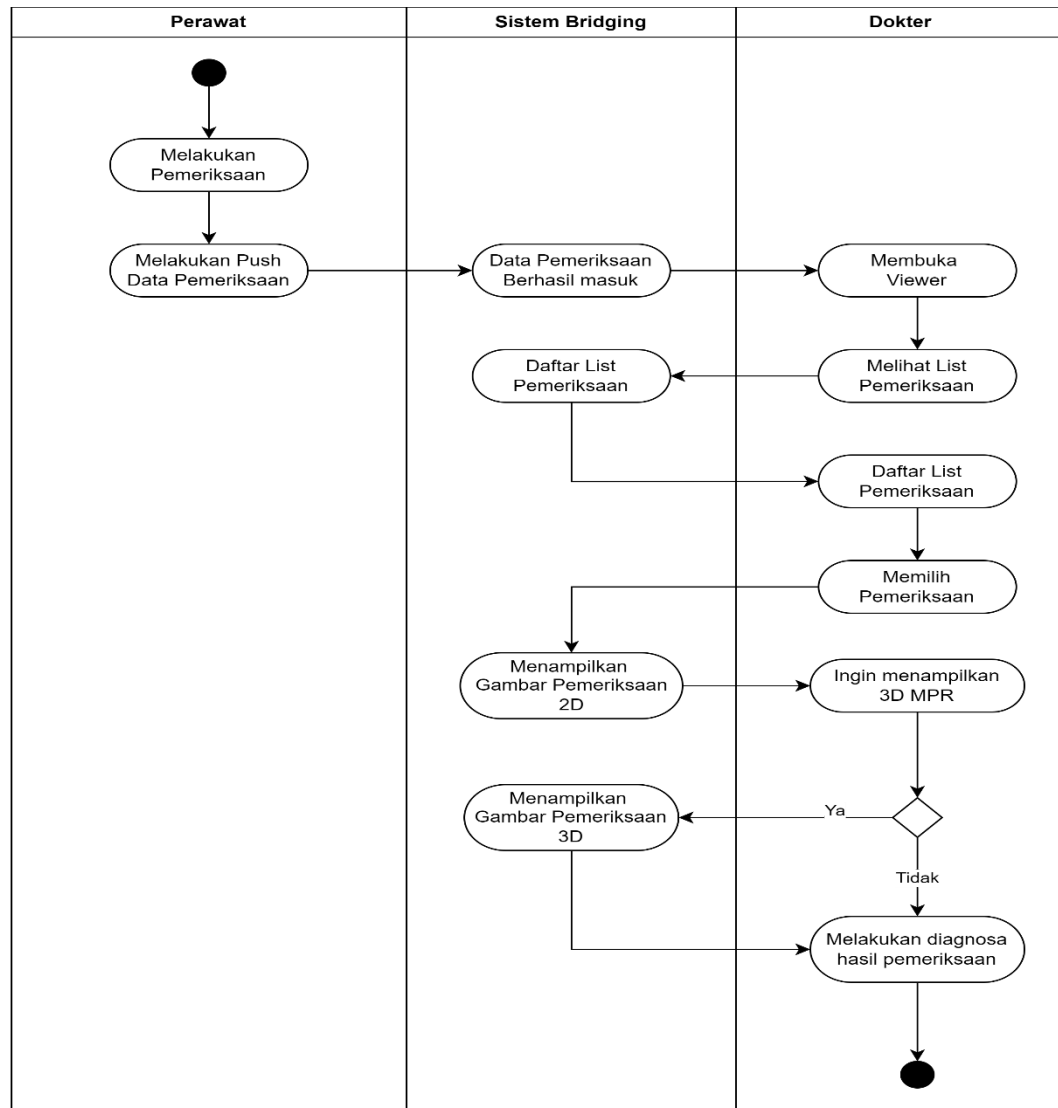 Perawat
Sistem Bridging
Dokter
Melakukan
Pemeriksaan
Melakukan Push
Data Pemeriksaan
Data Pemeriksaan
Berhasil masuk
Membuka
Viewer
Daftar List
Pemeriksaan
Melihat List
Pemeriksaan
Daftar List
Pemeriksaan
Memilih
Pemeriksaan
Menampilkan
Gambar Pemeriksaan
2D
Ingin menampilkan
3D MPR
Menampilkan
Gambar Pemeriksaan
3D
Ya
Tidak
Melakukan diagnosa
hasil pemeriksaan